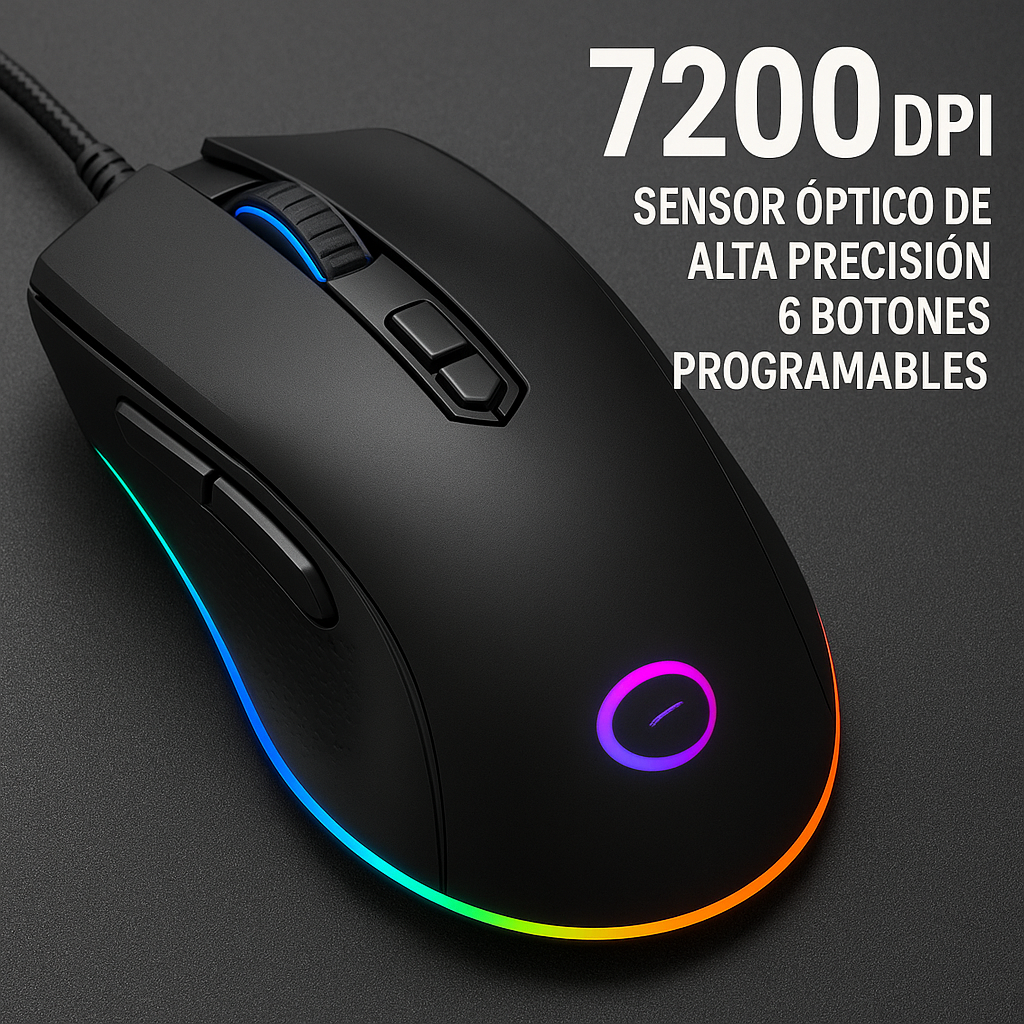 7200 DPI
SENSOR ÓPTICO DE
ALTA PRECISIÓN
6 BOTONES
PROGRAMABLES